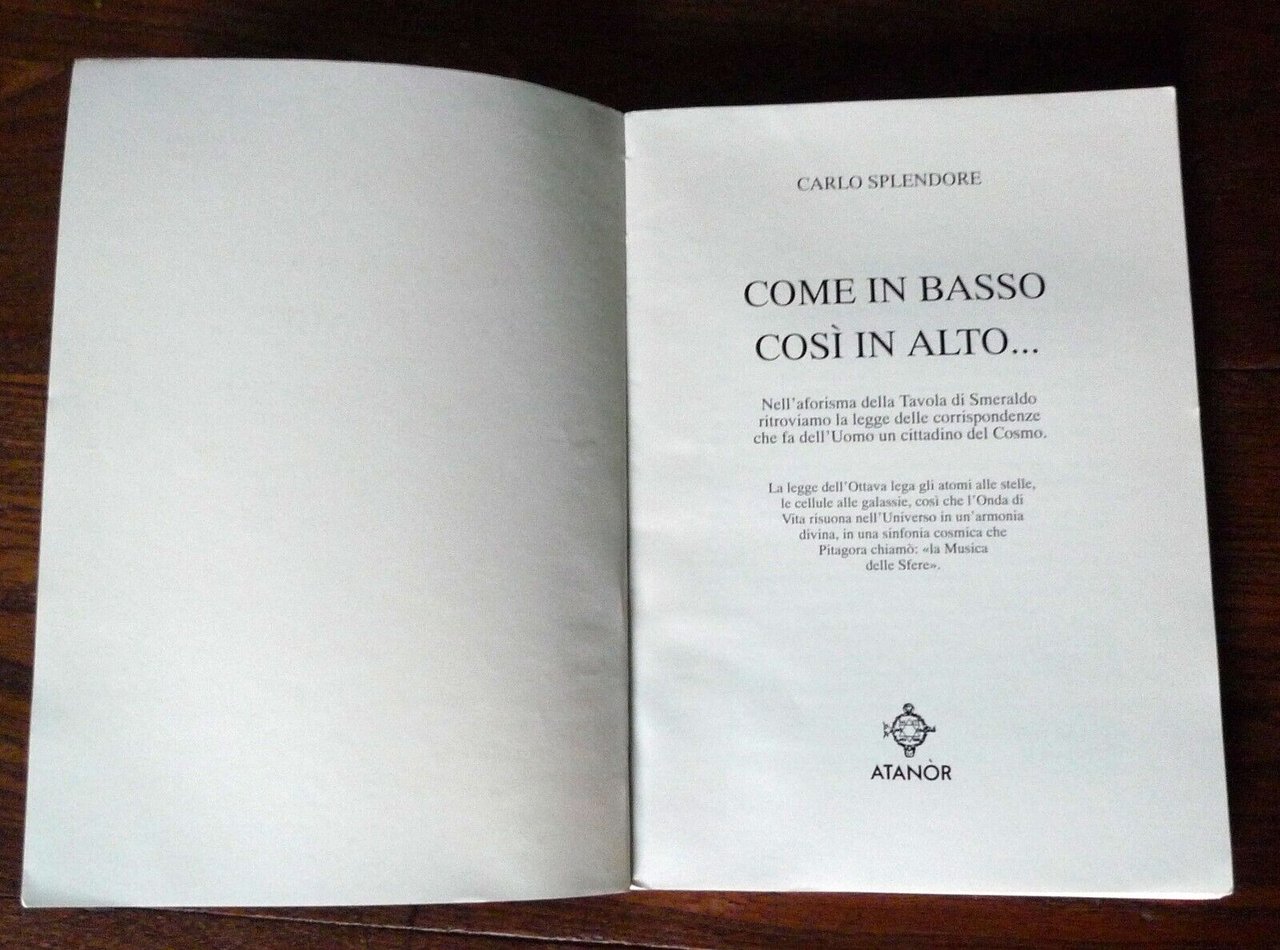 CARLO SPLENDORE
COME IN BASSO
COSÌ IN ALTO...
Nell'aforisma della Tavola di Smeraldo
ritroviamo la legge delle corrispondenze
che fa dell'Uomo un cittadino del Cosmo.
La legge dell'Ottava lega gli atomi alle stelle,
le cellule alle galassie, così che l'Onda di
Vita risuona nell'Universo in un'armonia
divina, in una sinfonia cosmica che
Pitagora chiamò: «la Musica
delle Sfere».
ATANÒR